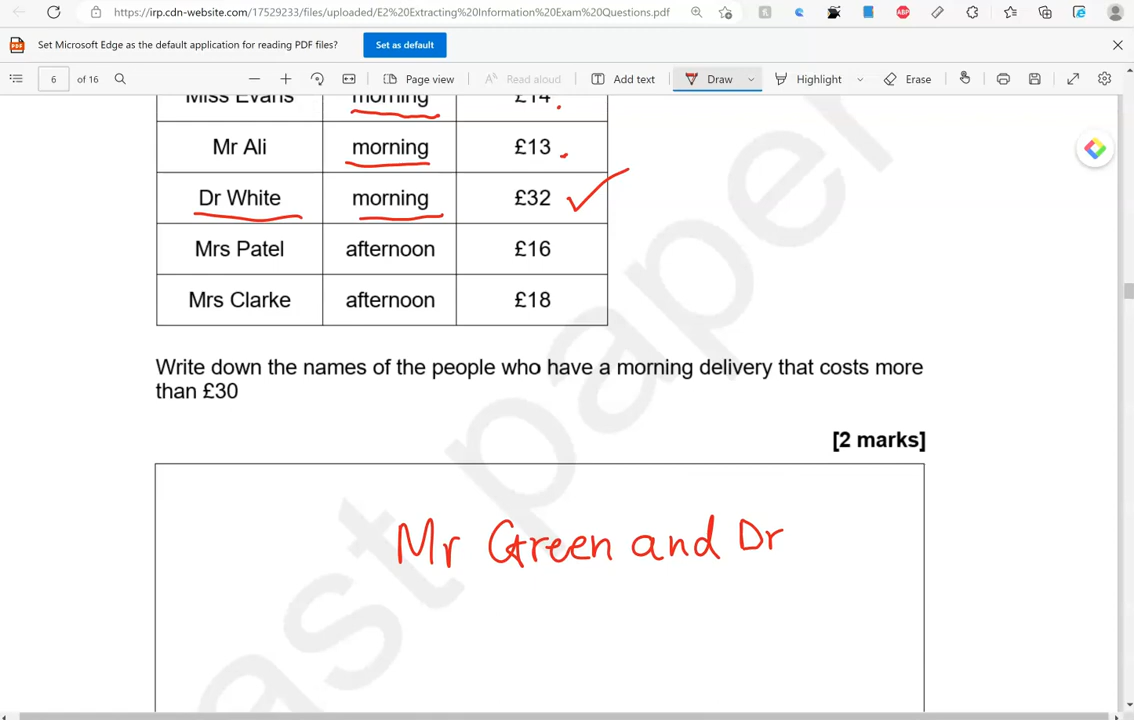 https://irp.cdn-website.com/17529233/files/uploaded/E2%20Extracting%20Information%20Exam%20Questions.pdf
Set Microsoft Edge as the default application for reading PDF files? Set as default
6 of 16 Page view Read aloud Add text Draw Highlight Erase
Miss Evans morning £14
Mr Ali morning £13
Dr White morning £32
Mrs Patel afternoon £16
Mrs Clarke afternoon £18
Write down the names of the people who have a morning delivery that costs more
than £30
[2 marks]
Mr Green and Dr
ast paper